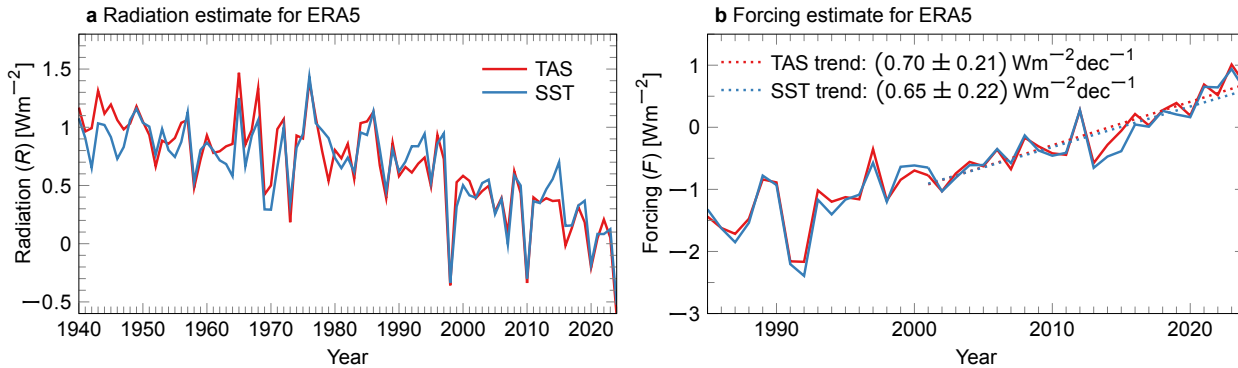 a Radiation estimate for ERA5
Radiation (R) [Wm−2]
1.5
1
0.5
0
−0.5
TAS
SST
1940 1950 1960 1970 1980 1990 2000 2010 2020
Year
b Forcing estimate for ERA5
Forcing (F) [Wm−2]
1
0
−1
−2
−3
TAS trend: (0.70 ± 0.21) Wm−2dec−1
SST trend: (0.65 ± 0.22) Wm−2dec−1
1990 2000 2010 2020
Year